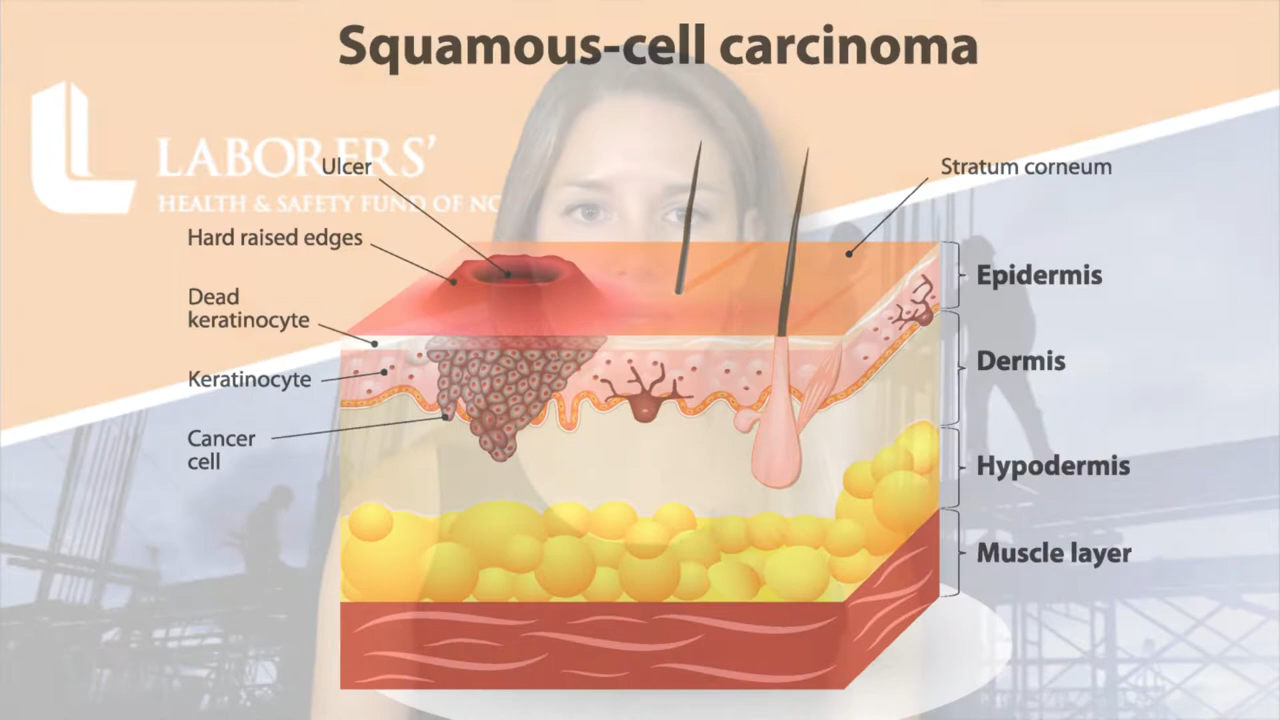 Squamous-cell carcinoma
LABORERS'
HEALTH & SAFETY FUND OF
Ulcer
Stratum corneum
Hard raised edges
Epidermis
Dead
keratinocyte
Dermis
Keratinocyte
Cancer
cell
Hypodermis
Muscle layer